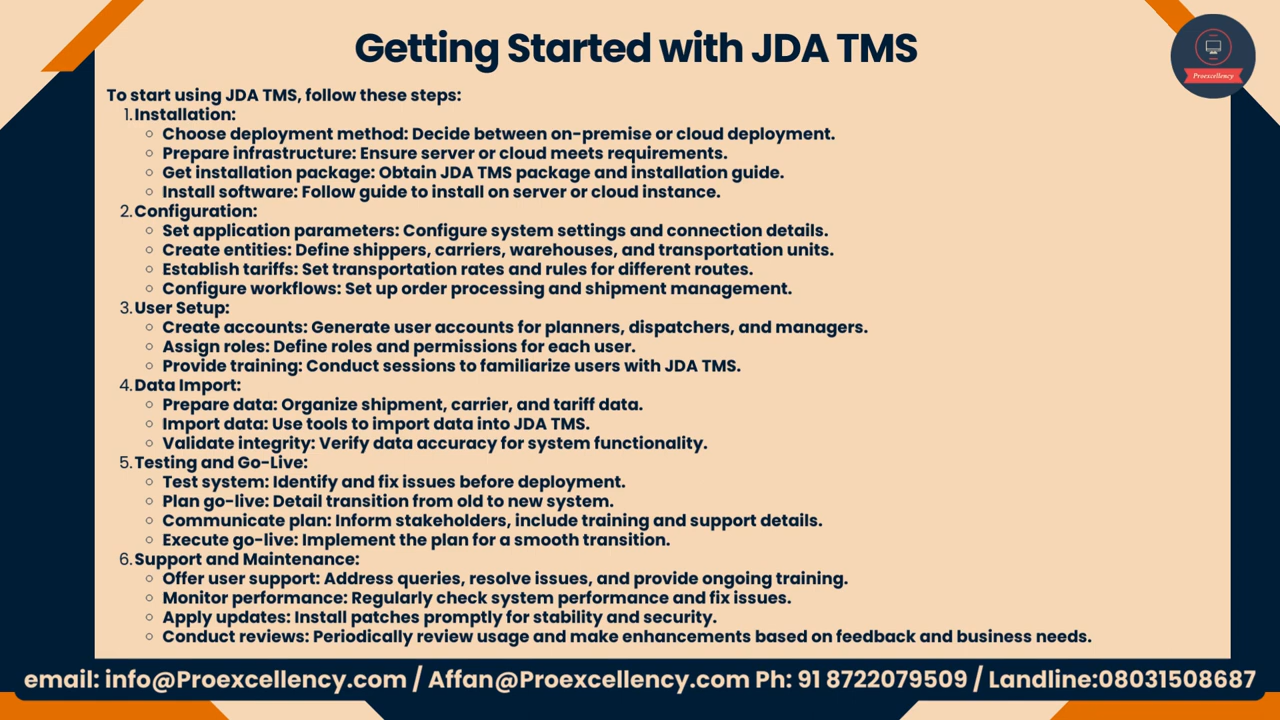 Getting Started with JDA TMS
Proexcellency
To start using JDA TMS, follow these steps:
1. Installation:
○ Choose deployment method: Decide between on-premise or cloud deployment.
○ Prepare infrastructure: Ensure server or cloud meets requirements.
○ Get installation package: Obtain JDA TMS package and installation guide.
○ Install software: Follow guide to install on server or cloud instance.
2. Configuration:
○ Set application parameters: Configure system settings and connection details.
○ Create entities: Define shippers, carriers, warehouses, and transportation units.
○ Establish tariffs: Set transportation rates and rules for different routes.
○ Configure workflows: Set up order processing and shipment management.
3. User Setup:
○ Create accounts: Generate user accounts for planners, dispatchers, and managers.
○ Assign roles: Define roles and permissions for each user.
○ Provide training: Conduct sessions to familiarize users with JDA TMS.
4. Data Import:
○ Prepare data: Organize shipment, carrier, and tariff data.
○ Import data: Use tools to import data into JDA TMS.
○ Validate integrity: Verify data accuracy for system functionality.
5. Testing and Go-Live:
○ Test system: Identify and fix issues before deployment.
○ Plan go-live: Detail transition from old to new system.
○ Communicate plan: Inform stakeholders, include training and support details.
○ Execute go-live: Implement the plan for a smooth transition.
6. Support and Maintenance:
○ Offer user support: Address queries, resolve issues, and provide ongoing training.
○ Monitor performance: Regularly check system performance and fix issues.
○ Apply updates: Install patches promptly for stability and security.
○ Conduct reviews: Periodically review usage and make enhancements based on feedback and business needs.
email: info@Proexcellency.com / Affan@Proexcellency.com Ph: 91 8722079509 / Landline:08031508687